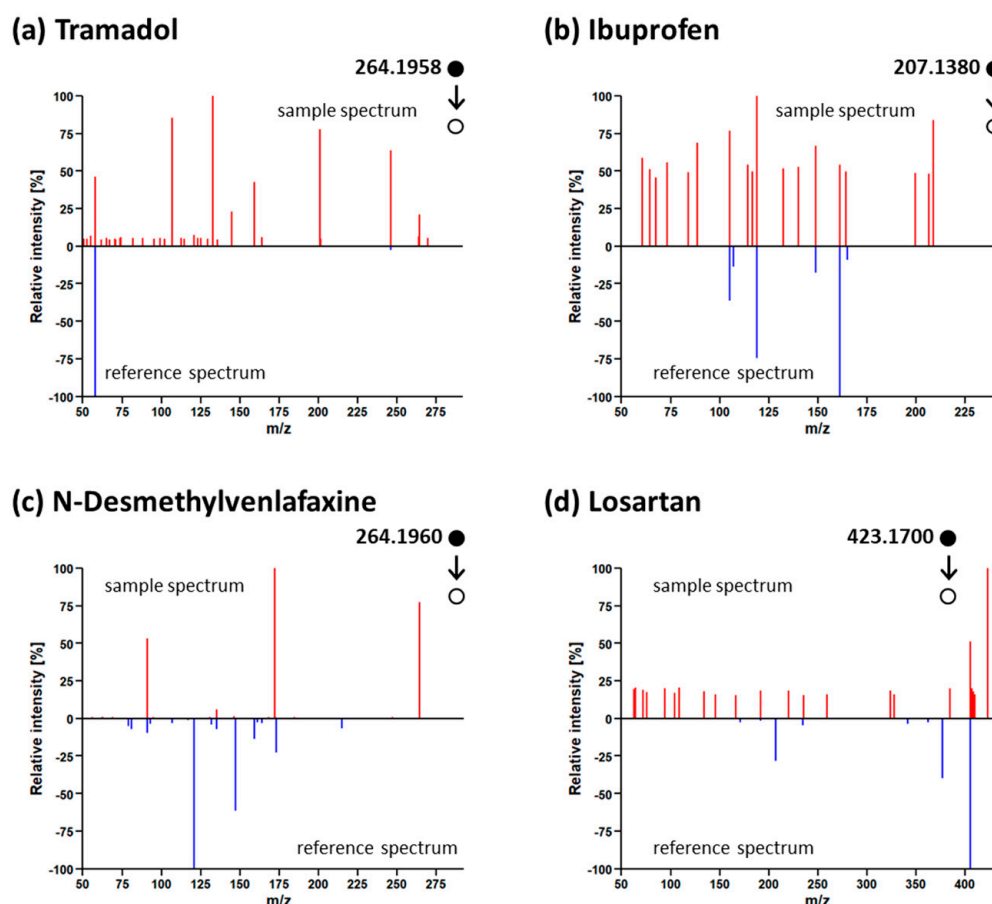 (a) Tramadol
264.1958
sample spectrum
Relative intensity [%]
100
75
50
25
0
-25
-50
-75
-100
reference spectrum
50 75 100 125 150 175 200 225 250 275
m/z
(b) Ibuprofen
207.1380
sample spectrum
Relative intensity [%]
100
75
50
25
0
-25
-50
-75
-100
reference spectrum
50 75 100 125 150 175 200 225
m/z
(c) N-Desmethylvenlafaxine
264.1960
sample spectrum
Relative intensity [%]
100
75
50
25
0
-25
-50
-75
-100
reference spectrum
50 75 100 125 150 175 200 225 250 275
m/z
(d) Losartan
423.1700
sample spectrum
Relative intensity [%]
100
75
50
25
0
-25
-50
-75
-100
reference spectrum
50 100 150 200 250 300 350 400
m/z